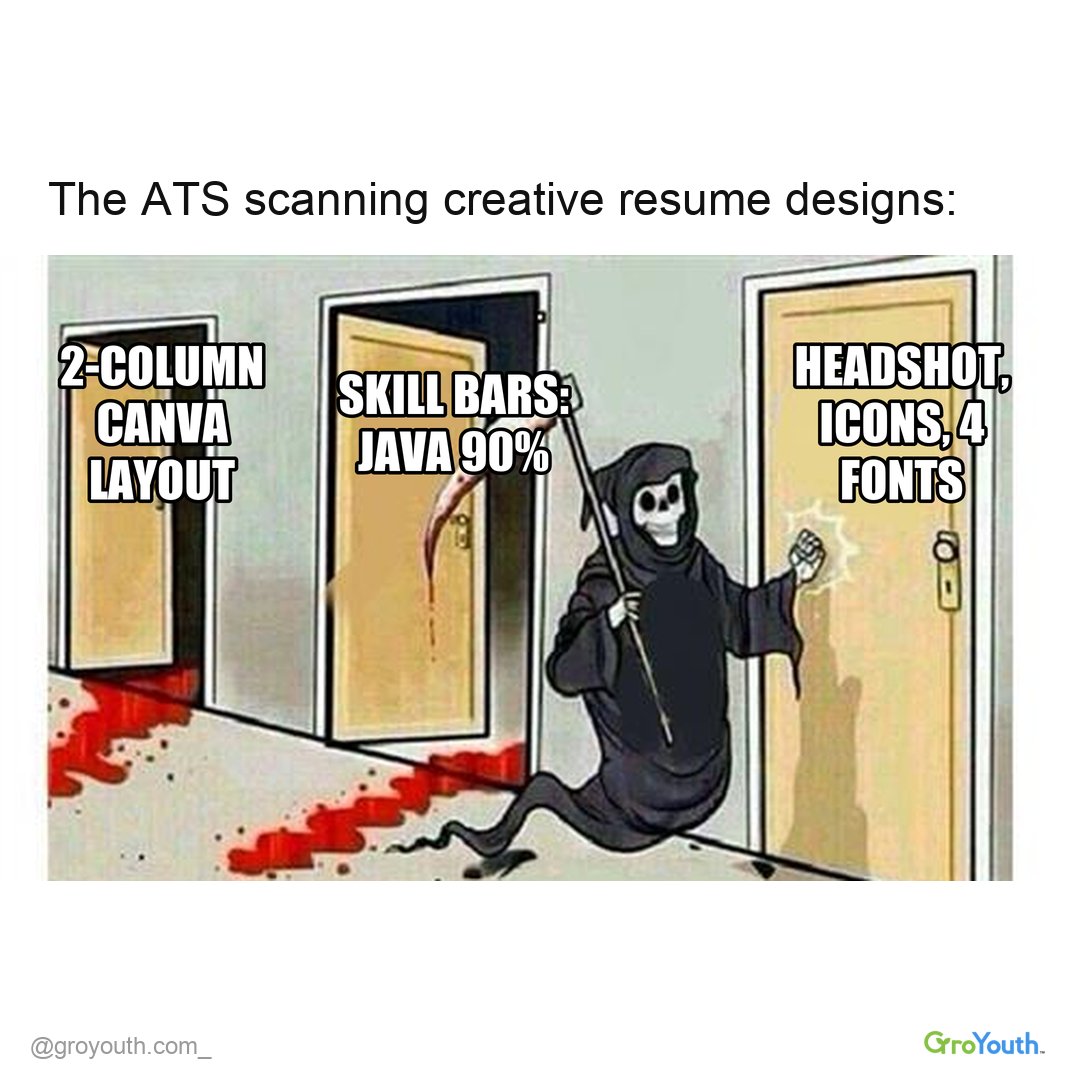 The ATS scanning creative resume designs:
2-COLUMN
CANVA
LAYOUT
SKILL BARS:
JAVA 90%
HEADSHOT,
ICONS, 4
FONTS
@groyouth.com_
GroYouth™